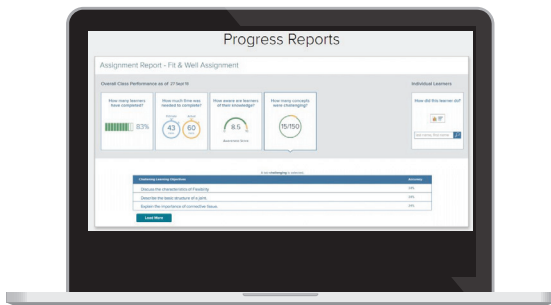 Progress Reports
Assignment Report - Fit & Well Assignment
Overall Class Performance as of
Individual Learners
How many learners have completed?
83%
How much time was needed to complete?
43
60
How aware are learners of their knowledge?
8.5
Awareness Score
How many concepts were challenging?
15/150
How did this learner do?
Challenging Learning Objective
Discuss the characteristics of
Describe the basic structure of a joint.
Explain the importance of connective tissue.
Load More